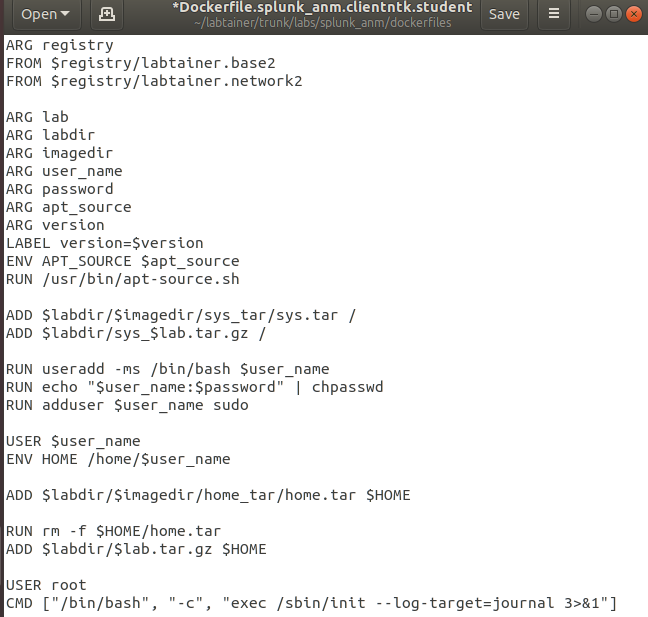 Open
*Dockerfile.splunk_anm.clientntk.student
~/labtainer/trunk/labs/splunk_anm/dockerfiles
Save
ARG registry
FROM $registry/labtainer.base2
FROM $registry/labtainer.network2
ARG lab
ARG labdir
ARG imagedir
ARG user_name
ARG password
ARG apt_source
ARG version
LABEL version=$version
ENV APT_SOURCE $apt_source
RUN /usr/bin/apt-source.sh
ADD $labdir/$imagedir/sys_tar/sys.tar /
ADD $labdir/sys_$lab.tar.gz /
RUN useradd -ms /bin/bash $user_name
RUN echo "$user_name:$password" | chpasswd
RUN adduser $user_name sudo
USER $user_name
ENV HOME /home/$user_name
ADD $labdir/$imagedir/home_tar/home.tar $HOME
RUN rm -f $HOME/home.tar
ADD $labdir/$lab.tar.gz $HOME
USER root
CMD ["/bin/bash", "-c", "exec /sbin/init --log-target=journal 3>&1"]